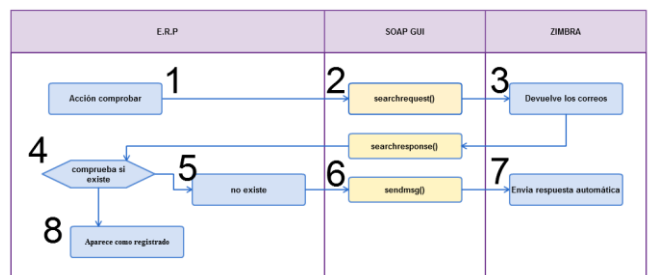 E.R.P
SOAP GUI
ZIMBRA
1
2
3
Acción comprobar
searchrequest()
Devuelve los correos
searchresponse()
4
comprueba si
existe
5
no existe
6
sendmsg()
7
Envia respuesta automática
8
Aparece como registrado